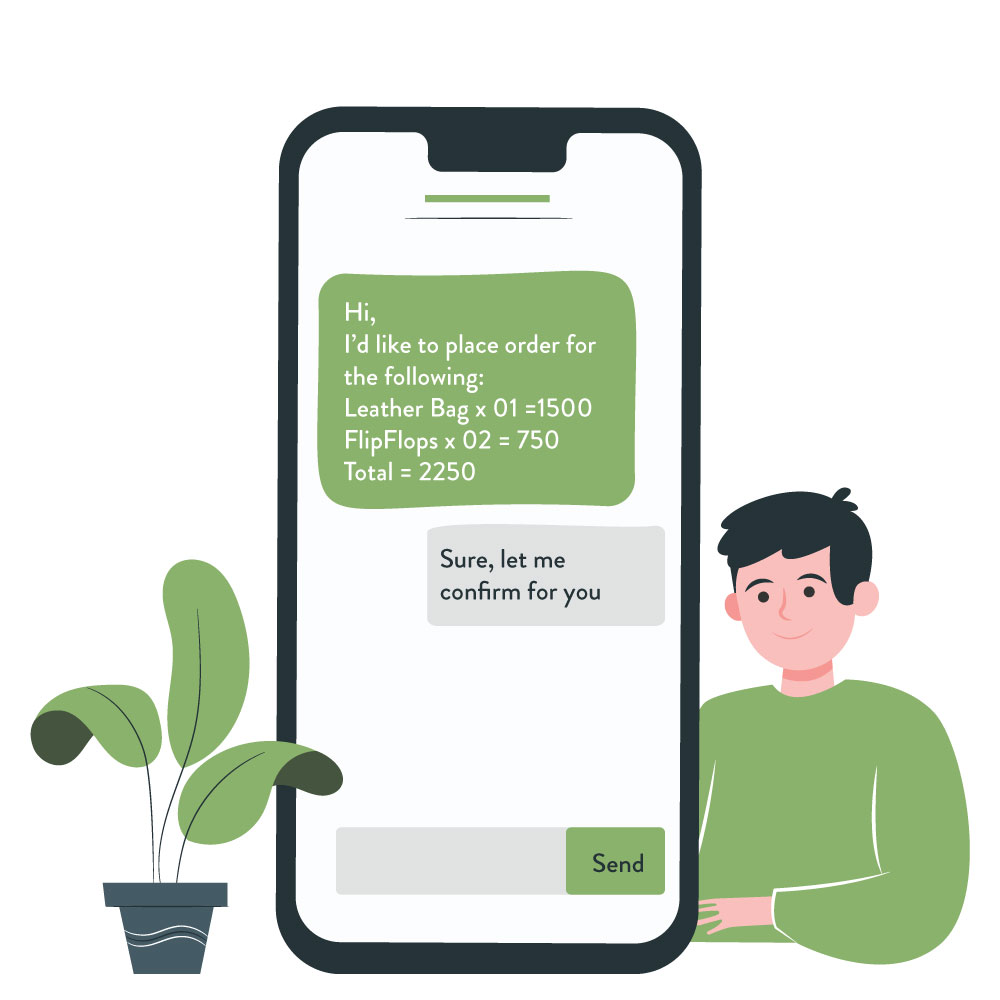 Hi,
I’d like to place order for
the following:
Leather Bag x 01 =1500
FlipFlops x 02 = 750
Total = 2250
Sure, let me
confirm for you
Send